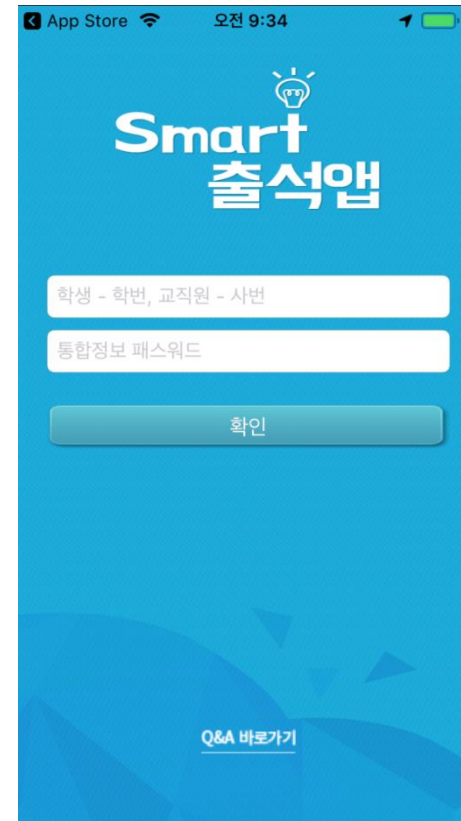 App Store 오전 9:34
Smart
출석앱
학생 - 학번, 교직원 - 사번
통합정보 패스워드
확인
Q&A 바로가기